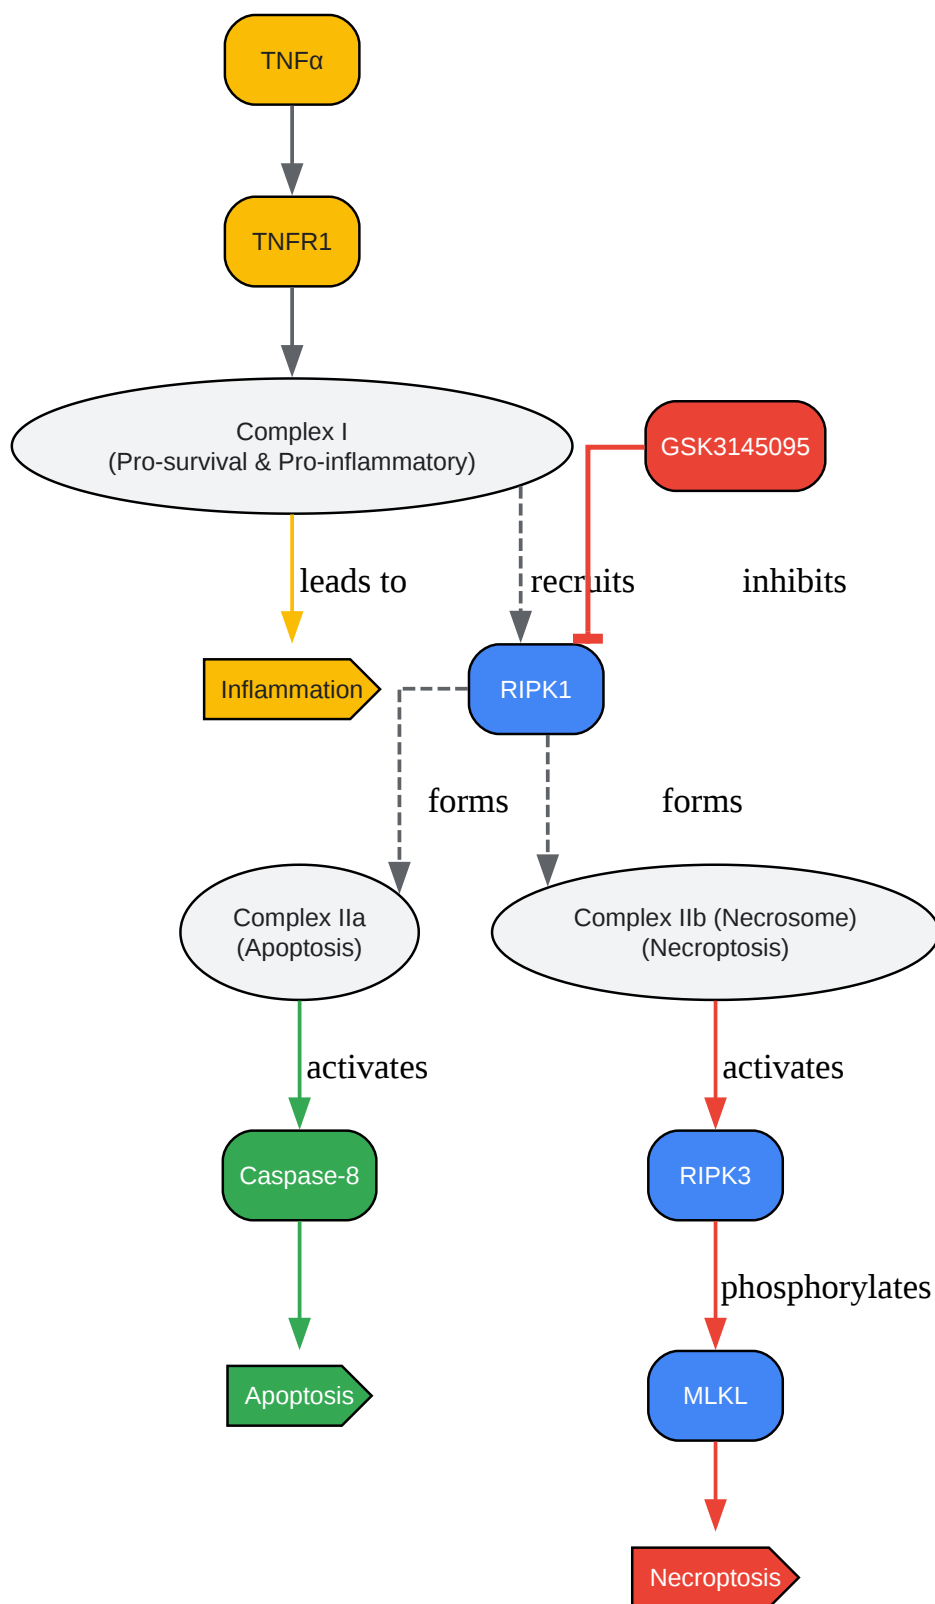 TNFα
TNFR1
Complex I
(Pro-survival & Pro-inflammatory)
GSK3145095
leads to
recruits
inhibits
Inflammation
RIPK1
forms
forms
Complex IIa
(Apoptosis)
Complex IIb (Necrosome)
(Necroptosis)
activates
activates
Caspase-8
RIPK3
phosphorylates
Apoptosis
MLKL
Necroptosis